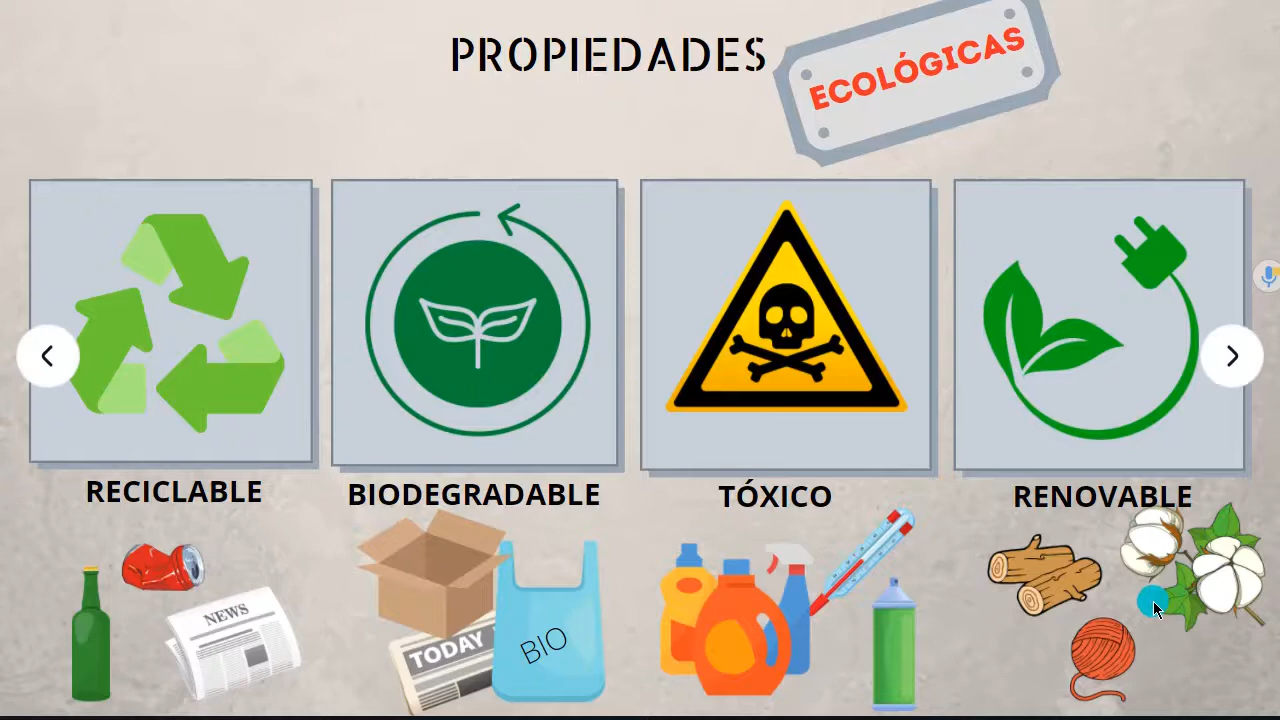 PROPIEDADES
ECOLÓGICAS
RECICLABLE
BIODEGRADABLE
TÓXICO
RENOVABLE
NEWS
TODAY
BIO